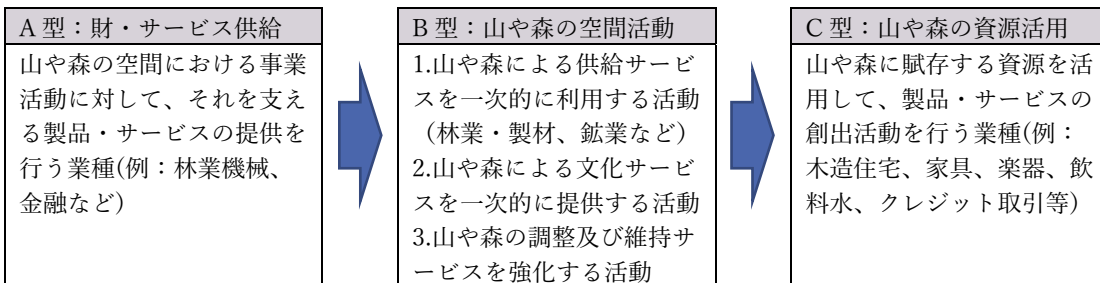 A 型：財・サービス供給
山や森の空間における事業
活動に対して、それを支え
る製品・サービスの提供を
行う業種(例：林業機械、
金融など)
B 型：山や森の空間活動
1.山や森による供給サービ
スを一次的に利用する活動
（林業・製材、鉱業など）
2.山や森による文化サービ
スを一次的に提供する活動
3.山や森の調整及び維持サ
ービスを強化する活動
C 型：山や森の資源活用
山や森に賦存する資源を活
用して、製品・サービスの
創出活動を行う業種(例：
木造住宅、家具、楽器、飲
料水、クレジット取引等)